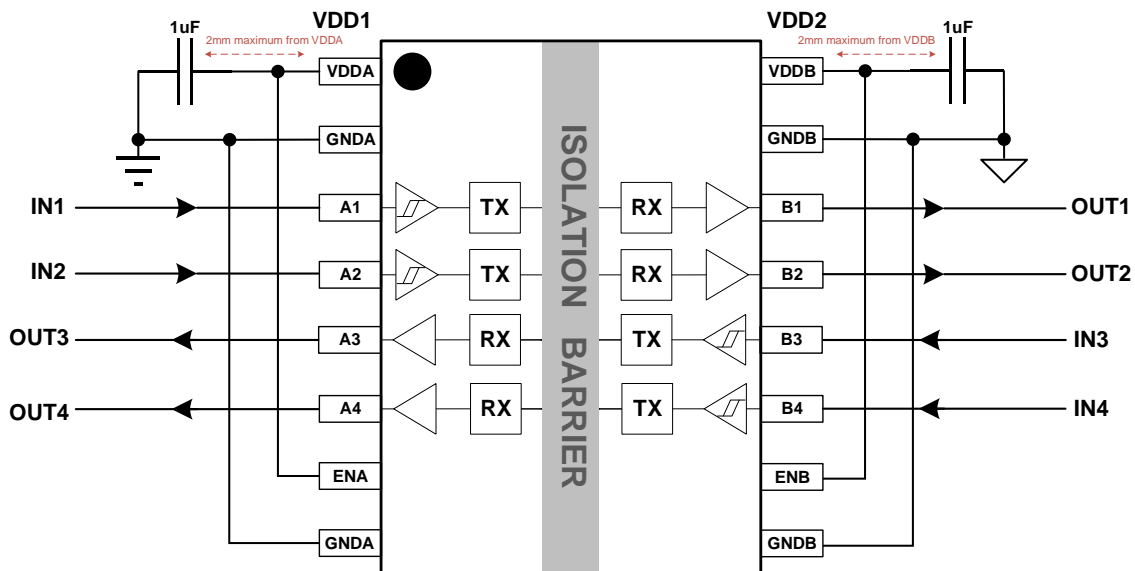 VDD1 VDD2
1uF 1uF
2mm maximum from VDDA 2mm maximum from VDDB
VDDA VDDB
GNDA GNDB
ISOLATION BARRIER
IN1 A1 TX RX B1 OUT1
IN2 A2 TX RX B2 OUT2
OUT3 A3 RX TX B3 IN3
OUT4 A4 RX TX B4 IN4
ENA ENB
GNDA GNDB